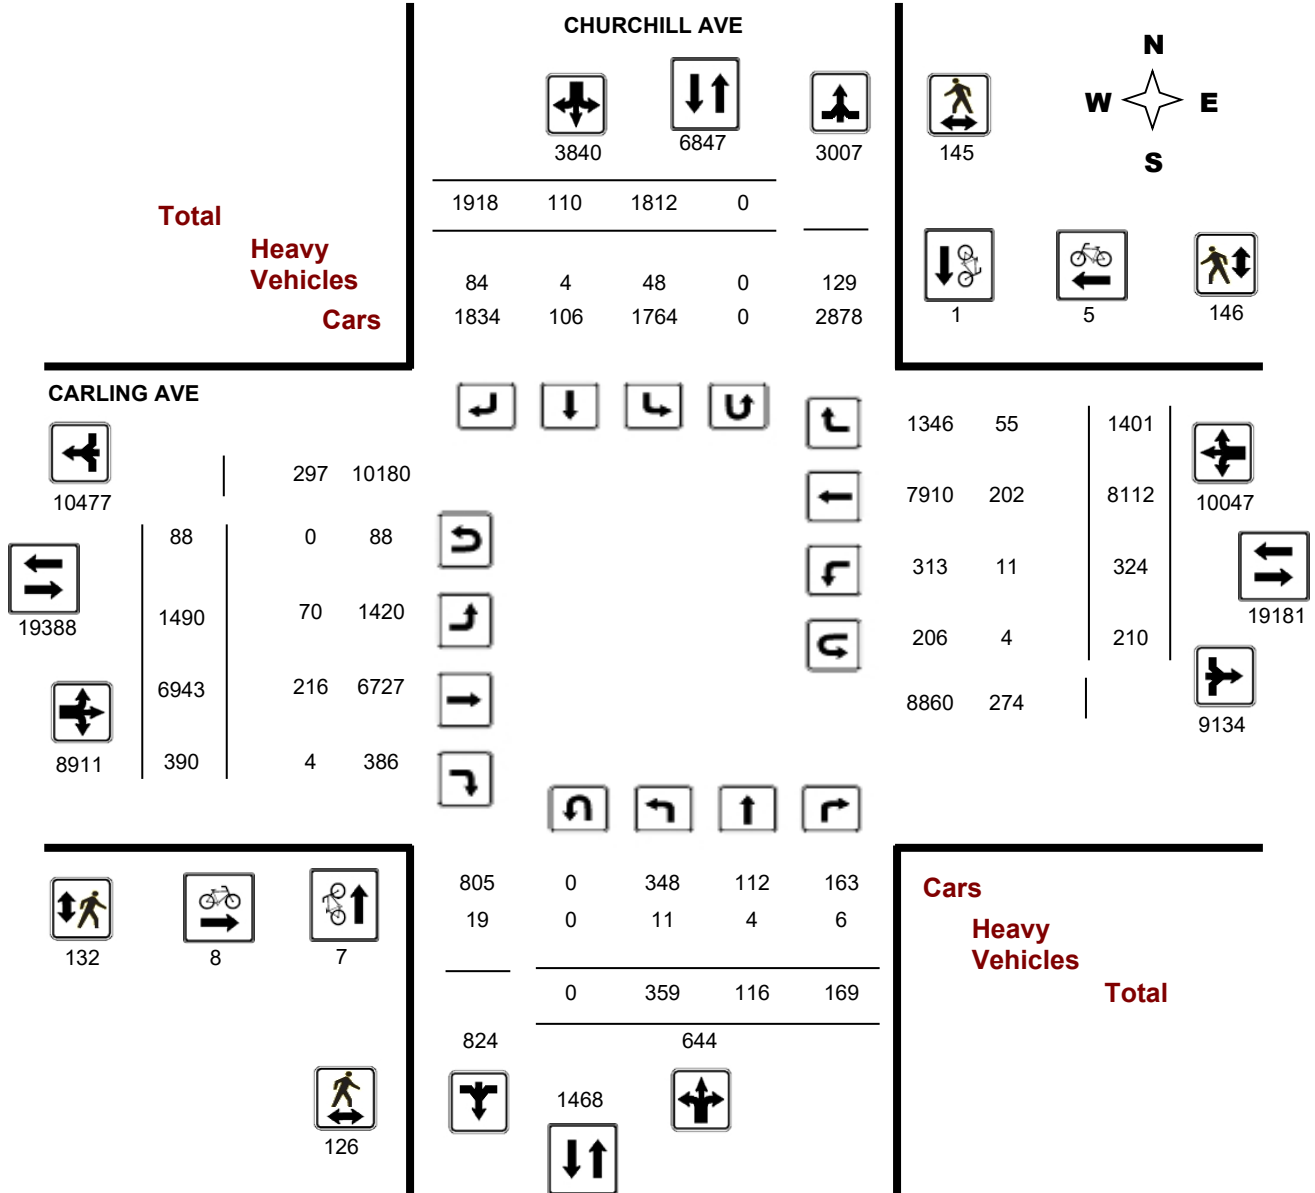 CHURCHILL AVE
N
W E
S
3840 6847 3007 145
Total
1918 110 1812 0
Heavy
Vehicles
84 4 48 0 129
Cars
1834 106 1764 0 2878
1 5 146
CARLING AVE
10477
297 10180
88 0 88
19388
1490 70 1420
6943 216 6727
8911
390 4 386
1346 55 1401
7910 202 8112
10047
313 11 324
19181
206 4 210
8860 274
9134
132 8 7
805 0 348 112 163
19 0 11 4 6
0 359 116 169
824 644
1468
126
Cars
Heavy
Vehicles
Total